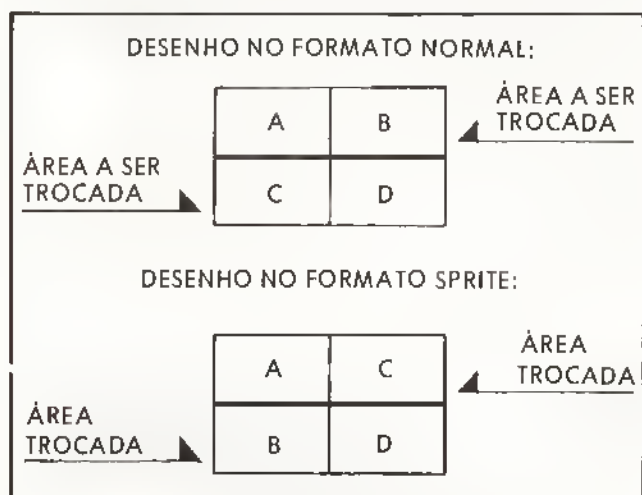 DESENHO NO FORMATO NORMAL:
A B
ÁREA A SER
TROCADA
ÁREA A SER
TROCADA
C D
DESENHO NO FORMATO SPRITE:
A C
ÁREA
TROCADA
ÁREA
TROCADA
B D